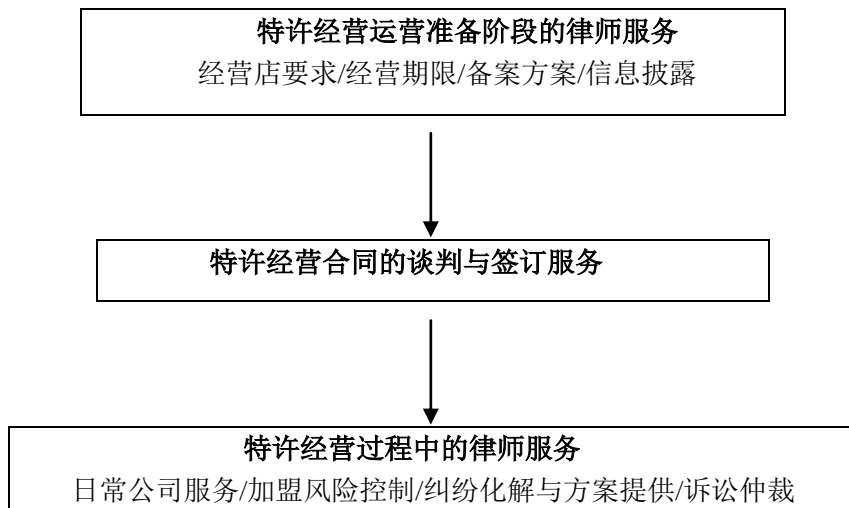 特许经营运营准备阶段的律师服务
经营店要求/经营期限/备案方案/信息披露
特许经营合同的谈判与签订服务
特许经营过程中的律师服务
日常公司服务/加盟风险控制/纠纷化解与方案提供/诉讼仲裁